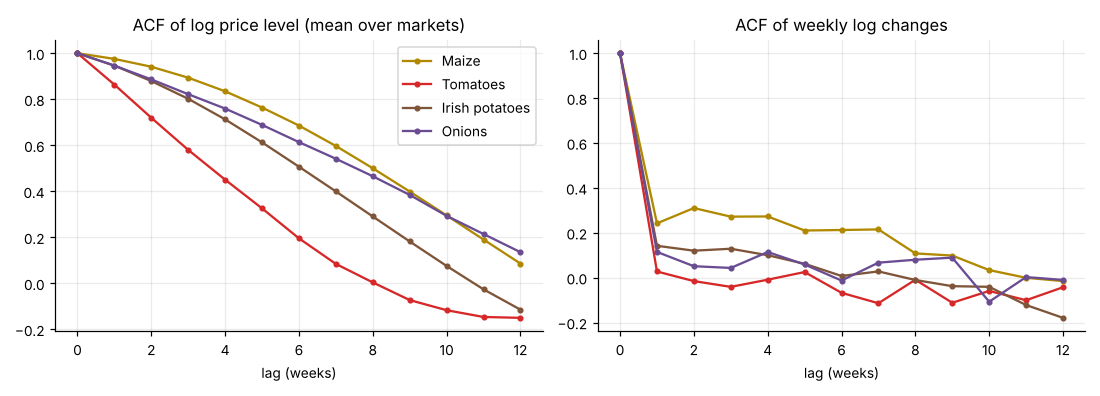 ACF of log price level (mean over markets)
1.0
0.8
0.6
0.4
0.2
0.0
−0.2
0 2 4 6 8 10 12
lag (weeks)
Maize
Tomatoes
Irish potatoes
Onions
ACF of weekly log changes
1.0
0.8
0.6
0.4
0.2
0.0
−0.2
0 2 4 6 8 10 12
lag (weeks)